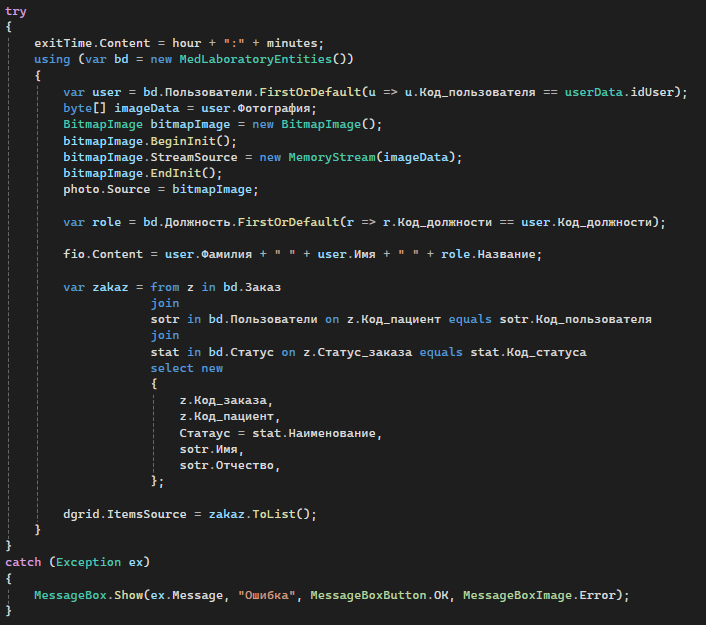 try
{
exitTime.Content = hour + ":" + minutes;
using (var bd = new MedLaboratoryEntities())
{
var user = bd.Пользователи.FirstOrDefault(u => u.Код_пользователя == userData.idUser);
byte[] imageData = user.Фотография;
BitmapImage bitmapImage = new BitmapImage();
bitmapImage.BeginInit();
bitmapImage.StreamSource = new MemoryStream(imageData);
bitmapImage.EndInit();
photo.Source = bitmapImage;
var role = bd.Должность.FirstOrDefault(r => r.Код_должности == user.Код_должности);
fio.Content = user.Фамилия + " " + user.Имя + " " + role.Название;
var zakaz = from z in bd.Заказ
join
sotr in bd.Пользователи on z.Код_пациент equals sotr.Код_пользователя
join
stat in bd.Статус on z.Статус_заказа equals stat.Код_статуса
select new
{
z.Код_заказа,
z.Код_пациент,
Статаус = stat.Наименование,
sotr.Имя,
sotr.Отчество,
};
dgrid.ItemsSource = zakaz.ToList();
}
}
catch (Exception ex)
{
MessageBox.Show(ex.Message, "Ошибка", MessageBoxButton.OK, MessageBoxImage.Error);
}